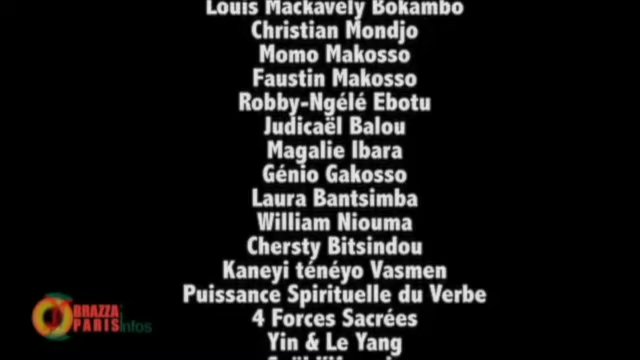 Louis Mackavely Bokambo
Christian Mondjo
Momo Makosso
Faustin Makosso
Robby-Ngélé Ebotu
Judicaël Balou
Magalie Ibara
Génio Gakosso
Laura Bantsimba
William Niouma
Chersty Bitsindou
Kaneyi ténéyo Vasmen
Puissance Spirituelle du Verbe
4 Forces Sacrées
Yin & Le Yang
BRAZZA
PARIS infos